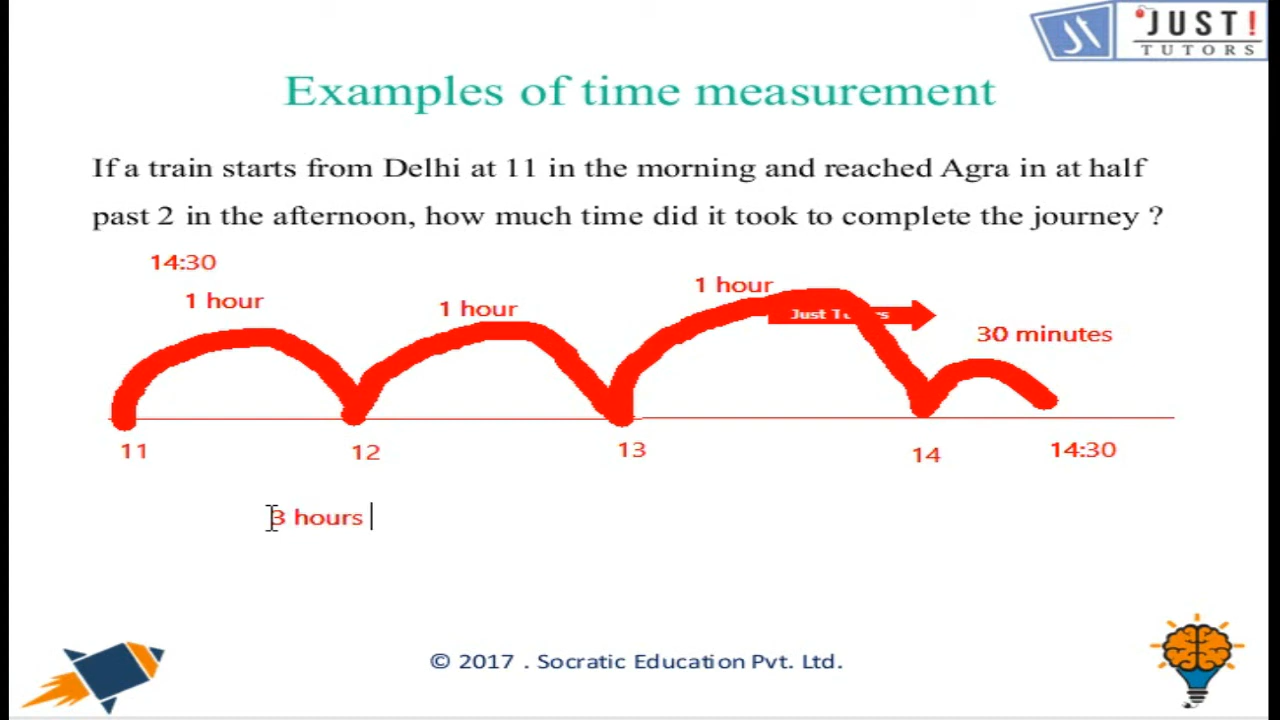 JUST!
TUTORS
Examples of time measurement
If a train starts from Delhi at 11 in the morning and reached Agra in at half
past 2 in the afternoon, how much time did it took to complete the journey ?
14:30
1 hour
1 hour
1 hour
Just
30 minutes
11
12
13
14
14:30
3 hours
© 2017 . Socratic Education Pvt. Ltd.